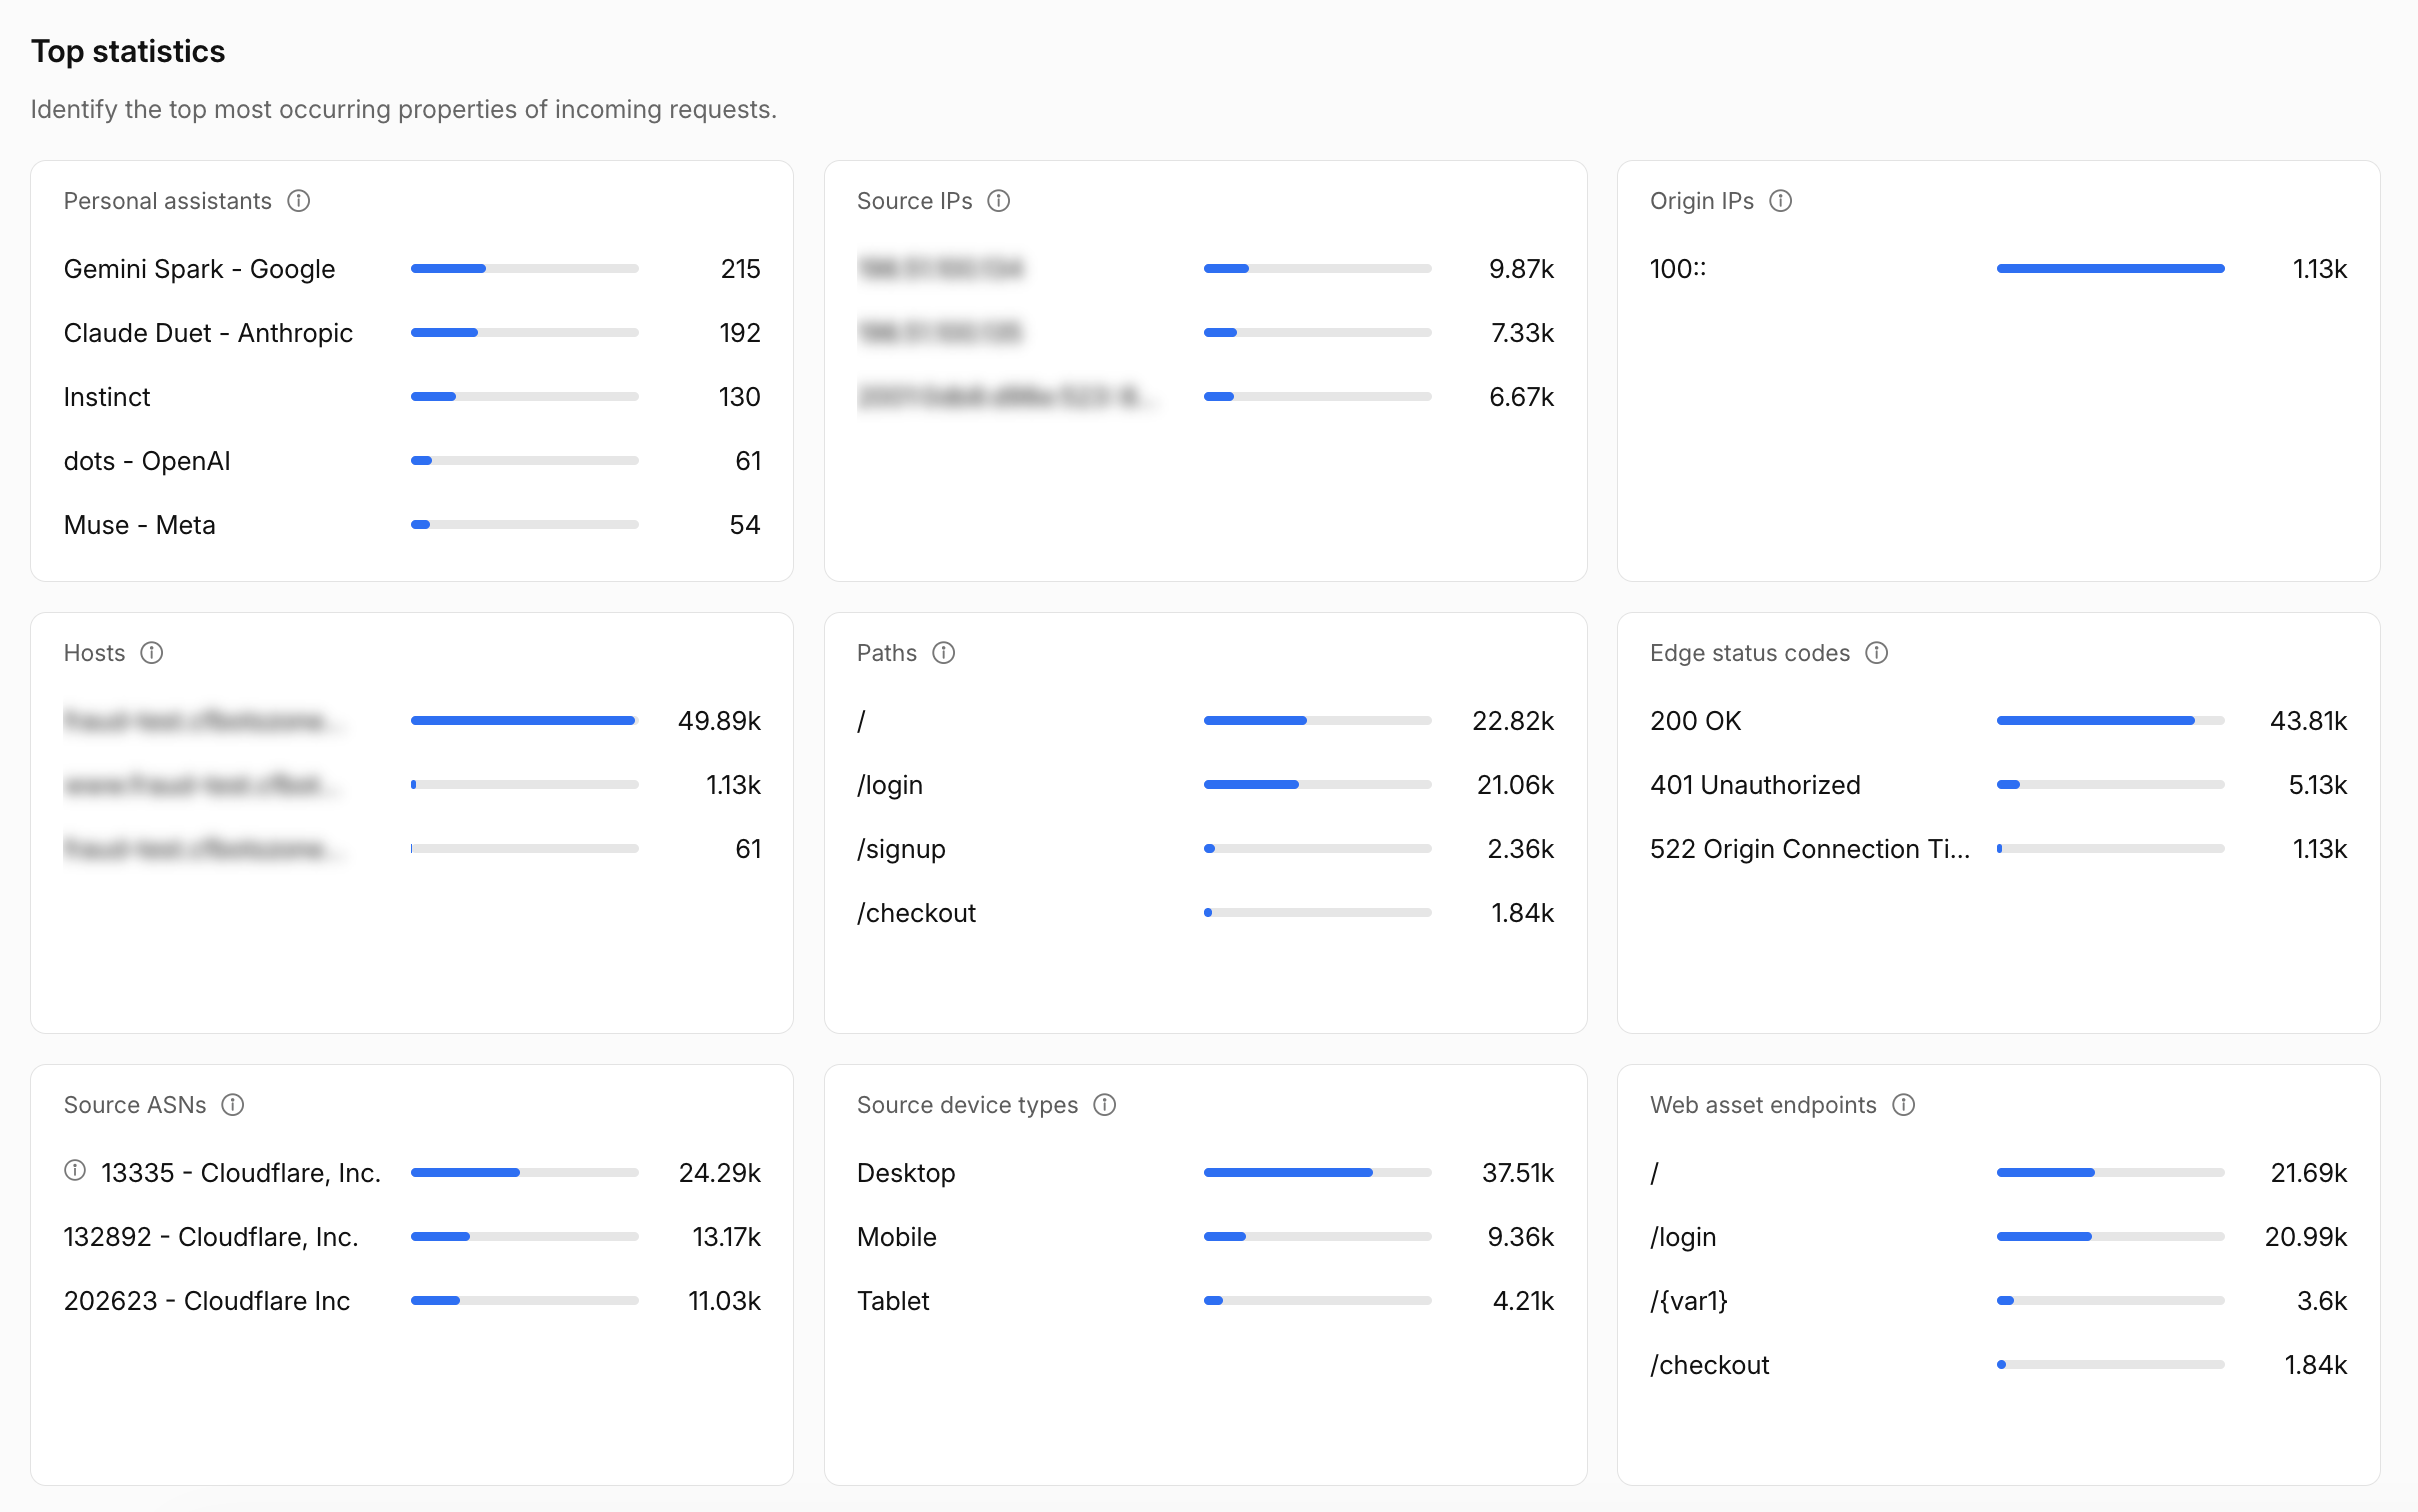 Top statistics
Identify the top most occurring properties of incoming requests.
Personal assistants
Gemini Spark - Google 215
Claude Duet - Anthropic 192
Instinct 130
dots - OpenAI 61
Muse - Meta 54
Source IPs
9.87k
7.33k
6.67k
Origin IPs
100:: 1.13k
Hosts
49.89k
1.13k
61
Paths
/ 22.82k
/login 21.06k
/signup 2.36k
/checkout 1.84k
Edge status codes
200 OK 43.81k
401 Unauthorized 5.13k
522 Origin Connection Ti... 1.13k
Source ASNs
13335 - Cloudflare, Inc. 24.29k
132892 - Cloudflare, Inc. 13.17k
202623 - Cloudflare Inc 11.03k
Source device types
Desktop 37.51k
Mobile 9.36k
Tablet 4.21k
Web asset endpoints
/ 21.69k
/login 20.99k
/{var1} 3.6k
/checkout 1.84k